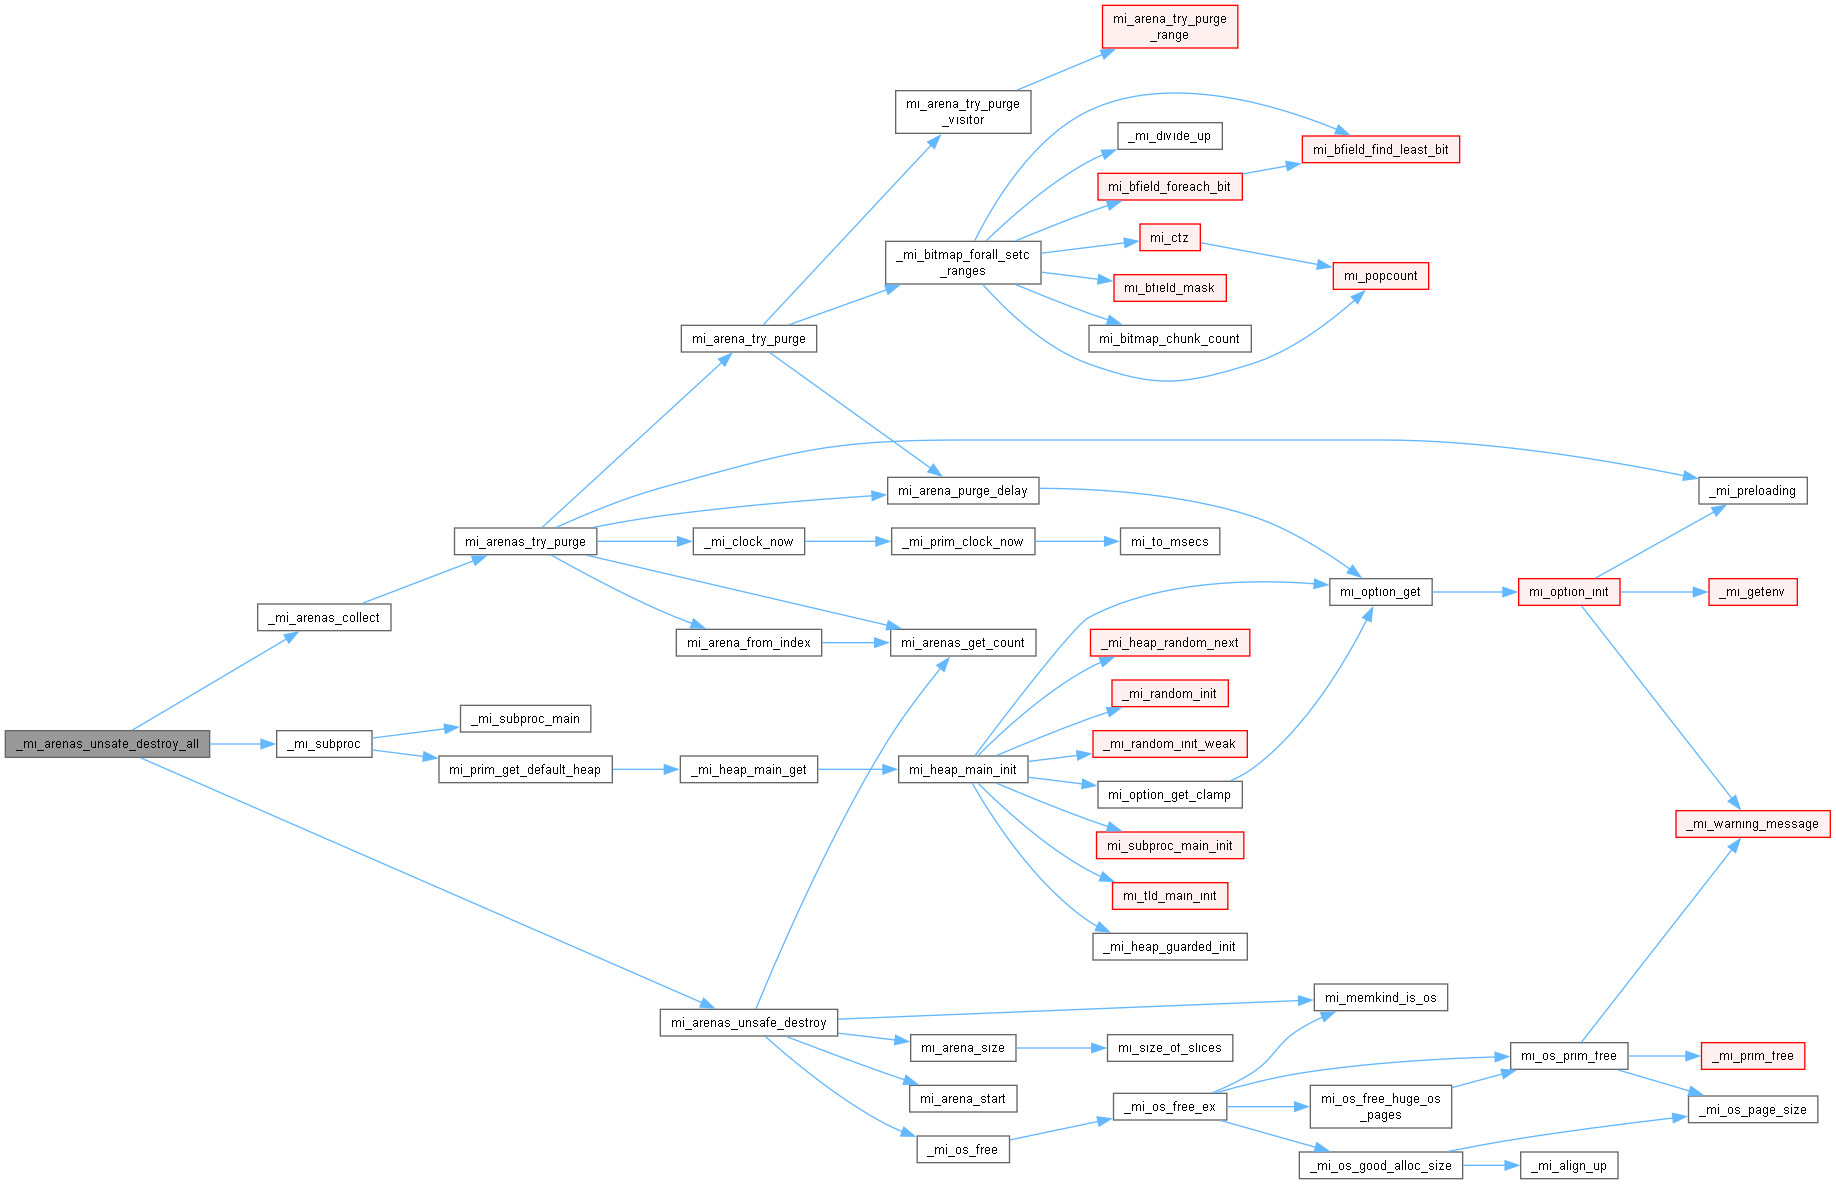 mi_arena_try_purge
_range
mi_arena_try_purge
_visitor
_mi_divide_up
mi_bfield_find_least_bit
mi_bfield_foreach_bit
mi_ctz
_mi_bitmap_forall_setc
_ranges
mi_popcount
mi_bfield_mask
mi_arena_try_purge
mi_bitmap_chunk_count
mi_arena_purge_delay
_mi_preloading
mi_arenas_try_purge
_mi_clock_now
_mi_prim_clock_now
mi_to_msecs
mi_option_get
mi_option_init
_mi_getenv
_mi_arenas_collect
mi_arena_from_index
mi_arenas_get_count
_mi_heap_random_next
_mi_random_init
_mi_subproc_main
_mi_arenas_unsafe_destroy_all
_mi_subproc
_mi_random_init_weak
mi_prim_get_default_heap
_mi_heap_main_get
mi_heap_main_init
mi_option_get_clamp
_mi_warning_message
mi_subproc_main_init
mi_tld_main_init
_mi_heap_guarded_init
mi_memkind_is_os
mi_arenas_unsafe_destroy
mi_arena_size
mi_size_of_slices
mi_os_prim_free
_mi_prim_free
mi_arena_start
_mi_os_free_ex
mi_os_free_huge_os
_pages
_mi_os_page_size
_mi_os_free
_mi_os_good_alloc_size
_mi_align_up